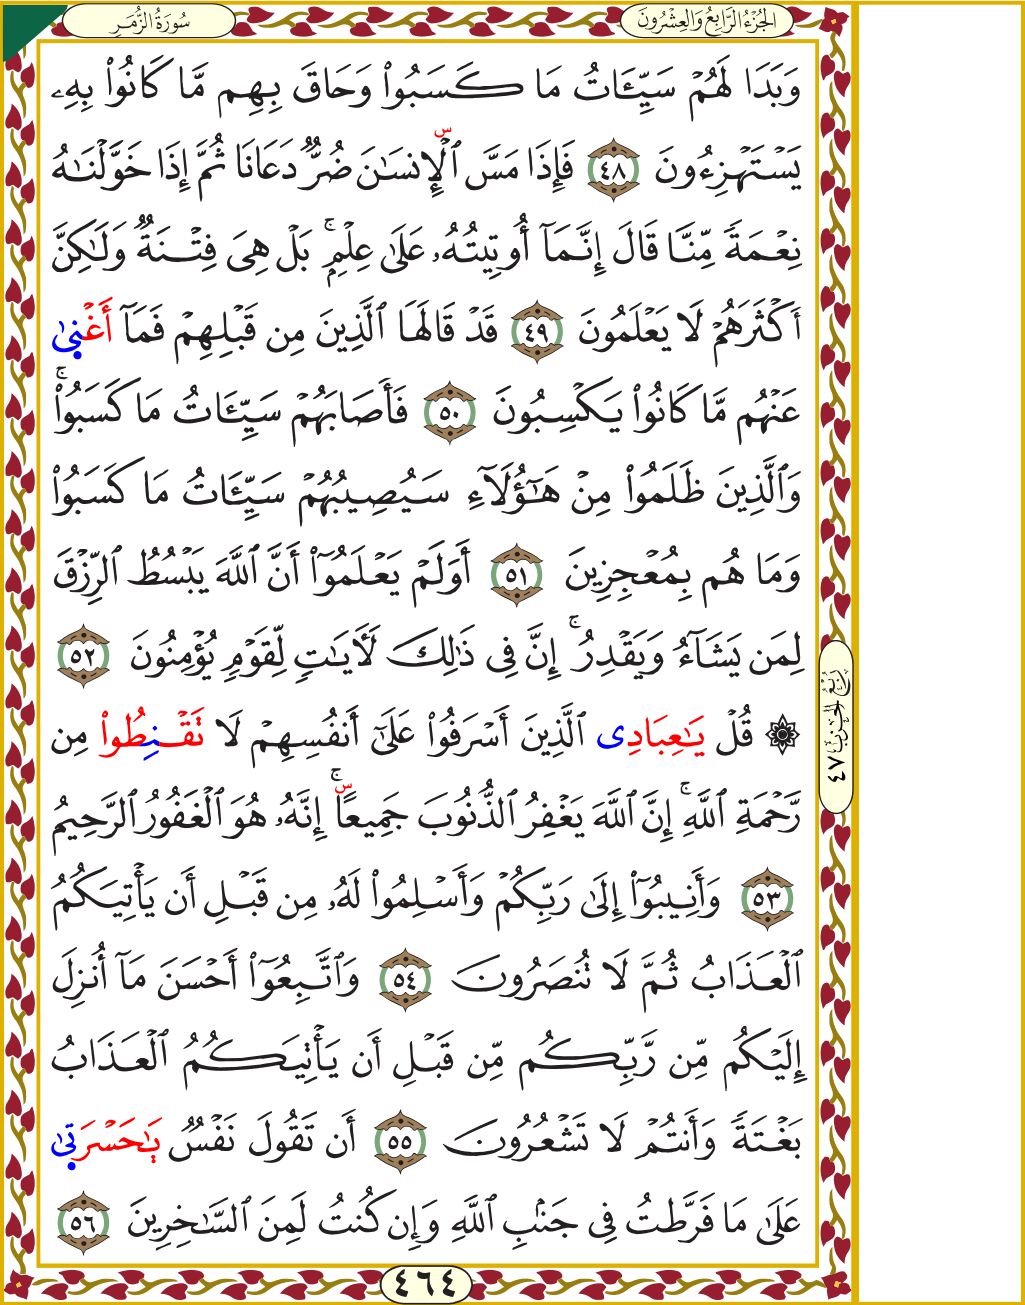 الجُزْءُ الرَّابِعُ وَالعِشْرُونَ
سُورَةُ الزُّمَرِ
وَبَدَا لَهُمْ سَيِّـَٔاتُ مَا كَسَبُوا۟ وَحَاقَ بِهِم مَّا كَانُوا۟ بِهِۦ
يَسْتَهْزِءُونَ ٤٨ فَإِذَا مَسَّ ٱلْإِنسَـٰنَ ضُرٌّ دَعَانَا ثُمَّ إِذَا خَوَّلْنَـٰهُ
نِعْمَةً مِّنَّا قَالَ إِنَّمَآ أُوتِيتُهُۥ عَلَىٰ عِلْمٍۭ ۚ بَلْ هِىَ فِتْنَةٌ وَلَـٰكِنَّ
أَكْثَرَهُمْ لَا يَعْلَمُونَ ٤٩ قَدْ قَالَهَا ٱلَّذِينَ مِن قَبْلِهِمْ فَمَآ أَغْنِىٰ
عَنْهُم مَّا كَانُوا۟ يَكْسِبُونَ ٥٠ فَأَصَابَهُمْ سَيِّـَٔاتُ مَا كَسَبُوا۟ ۚ
وَٱلَّذِينَ ظَلَمُوا۟ مِنْ هَـٰٓؤُلَآءِ سَيُصِيبُهُمْ سَيِّـَٔاتُ مَا كَسَبُوا۟
وَمَا هُم بِمُعْجِزِينَ ٥١ أَوَلَمْ يَعْلَمُوٓا۟ أَنَّ ٱللَّهَ يَبْسُطُ ٱلرِّزْقَ
لِمَن يَشَآءُ وَيَقْدِرُ ۚ إِنَّ فِى ذَٰلِكَ لَـَٔايَـٰتٍ لِّقَوْمٍ يُؤْمِنُونَ ٥٢
۞ قُلْ يَـٰعِبَادِى ٱلَّذِينَ أَسْرَفُوا۟ عَلَىٰٓ أَنفُسِهِمْ لَا تَقْنِطُوا۟ مِن
رَّحْمَةِ ٱللَّهِ ۚ إِنَّ ٱللَّهَ يَغْفِرُ ٱلذُّنُوبَ جَمِيعًا ۚ إِنَّهُۥ هُوَ ٱلْغَفُورُ ٱلرَّحِيمُ
٥٣ وَأَنِيبُوٓا۟ إِلَىٰ رَبِّكُمْ وَأَسْلِمُوا۟ لَهُۥ مِن قَبْلِ أَن يَأْتِيَكُمُ
ٱلْعَذَابُ ثُمَّ لَا تُنصَرُونَ ٥٤ وَٱتَّبِعُوٓا۟ أَحْسَنَ مَآ أُنزِلَ
إِلَيْكُم مِّن رَّبِّكُم مِّن قَبْلِ أَن يَأْتِيَكُمُ ٱلْعَذَابُ
بَغْتَةً وَأَنتُمْ لَا تَشْعُرُونَ ٥٥ أَن تَقُولَ نَفْسٌ يَـٰحَسْرَتِىٰ
عَلَىٰ مَا فَرَّطتُ فِى جَنۢبِ ٱللَّهِ وَإِن كُنتُ لَمِنَ ٱلسَّـٰخِرِينَ ٥٦
رُبْعُ الحِزْبِ ٤٧
٤٦٤